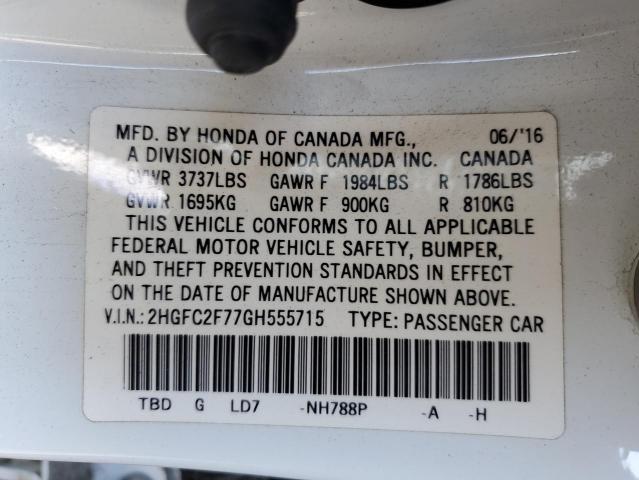 MFD. BY HONDA OF CANADA MFG., 06/'16
A DIVISION OF HONDA CANADA INC. CANADA
GVWR 3737LBS GAWR F 1984LBS R 1786LBS
GVWR 1695KG GAWR F 900KG R 810KG
THIS VEHICLE CONFORMS TO ALL APPLICABLE
FEDERAL MOTOR VEHICLE SAFETY, BUMPER,
AND THEFT PREVENTION STANDARDS IN EFFECT
ON THE DATE OF MANUFACTURE SHOWN ABOVE.
V.I.N.: 2HGFC2F77GH555715 TYPE: PASSENGER CAR
TBD G LD7 -NH788P -A -H